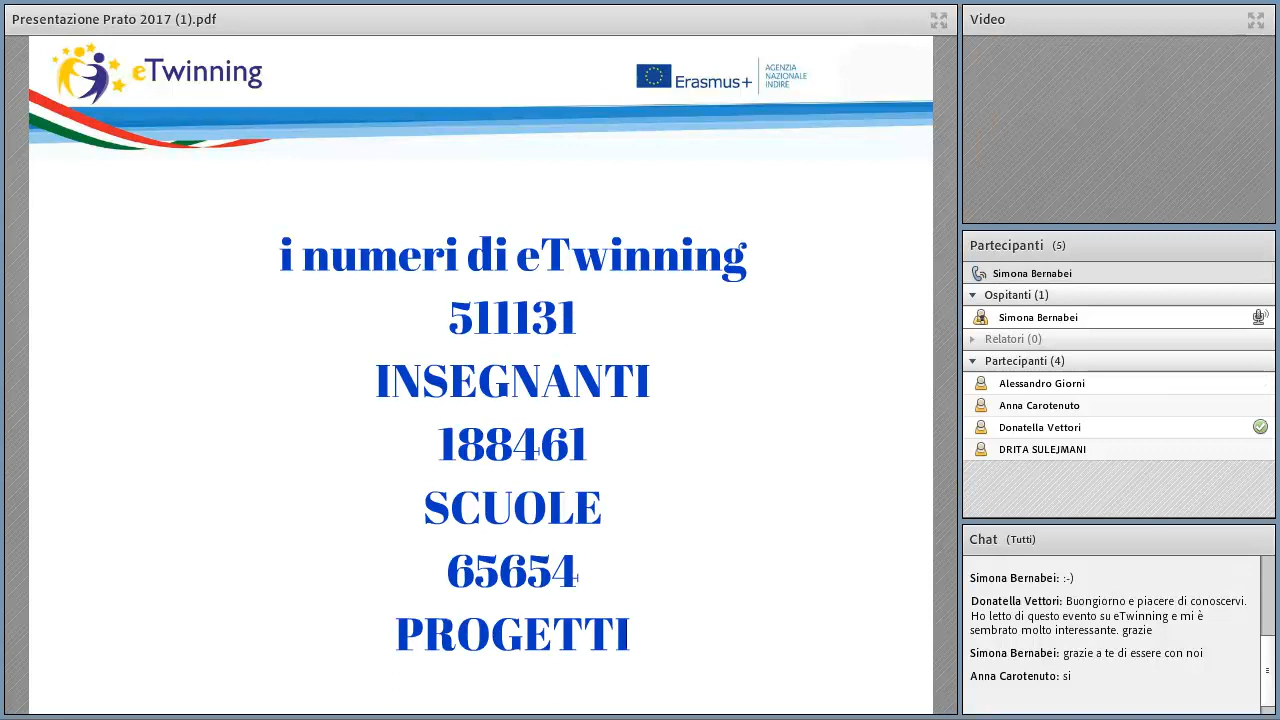 Presentazione Prato 2017 (1).pdf
eTwinning
Erasmus+
AGENZIA
NAZIONALE
INDIRE
i numeri di eTwinning
511131
INSEGNANTI
188461
SCUOLE
65654
PROGETTI
Video
Partecipanti (5)
Simona Bernabei
Ospitanti (1)
Simona Bernabei
Relatori (0)
Partecipanti (4)
Alessandro Giorni
Anna Carotenuto
Donatella Vettori
DRITA SULEJMANI
Chat (Tutti)
Simona Bernabei: :-)
Donatella Vettori: Buongiorno e piacere di conoscervi.
Ho letto di questo evento su eTwinning e mi è
sembrato molto interessante. grazie
Simona Bernabei: grazie a te di essere con noi
Anna Carotenuto: si